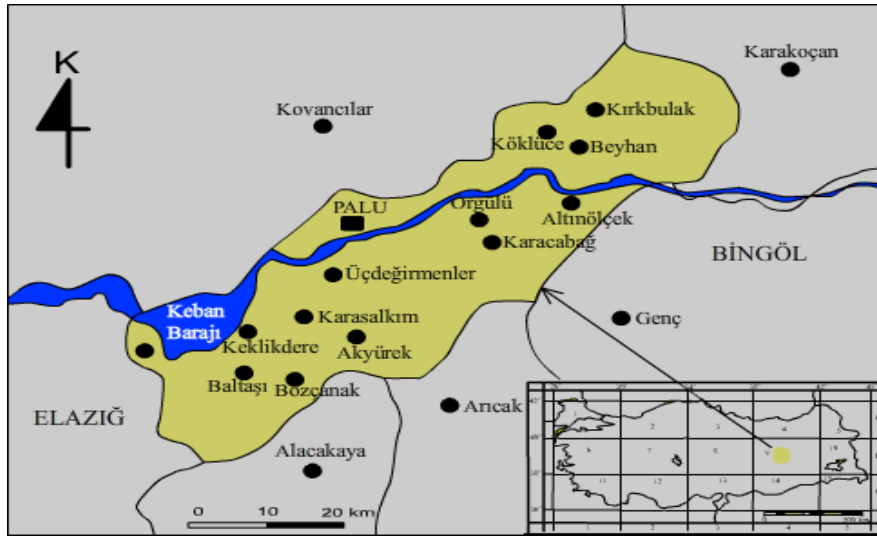 Karakoçan
K
Kovancılar
Kırkbulak
Köklüce
Beyhan
PALU
Örgülü
Altınölçek
Karacabağ
BİNGÖL
Üçdeğirmenler
Keban
Barajı
Karasalkım
Genç
Keklikdere
Akyürek
Baltaşı
Bozçanak
ELAZIĞ
Arıcak
Alacakaya
0 10 20 km